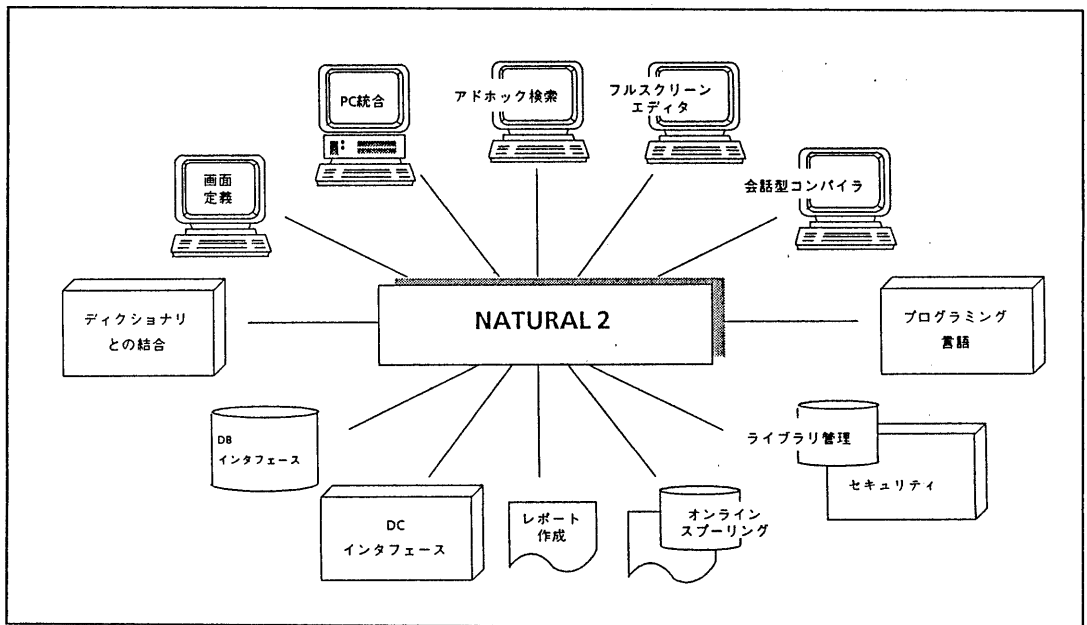 PC統合
アドホック検索
フルスクリーン
エディタ
画面
定義
会話型コンパイラ
ディクショナリ
との結合
NATURAL 2
プログラミング
言語
DB
インタフェース
ライブラリ管理
セキュリティ
DC
インタフェース
レポート
作成
オンライン
スプーリング